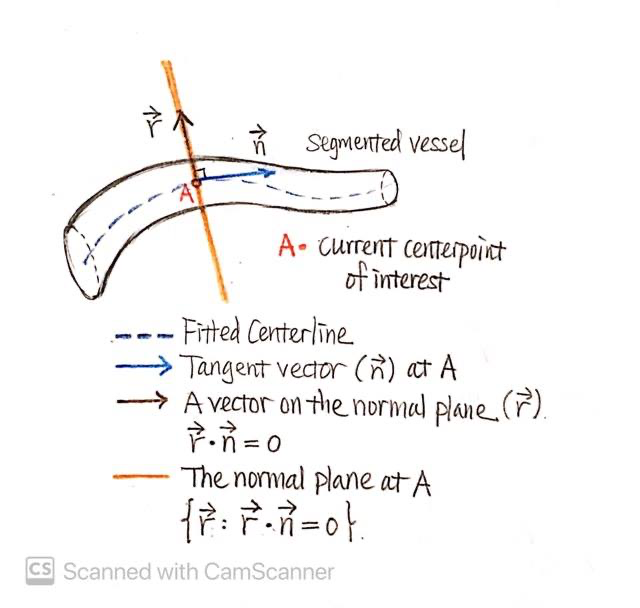 r⃗
n⃗
segmented vessel
A
A- current centerpoint
of interest
Fitted Centerline
Tangent vector (n⃗) at A
A vector on the normal plane (r⃗).
r⃗·n⃗=0
The normal plane at A
{r⃗: r⃗·n⃗=0}.
CS Scanned with CamScanner